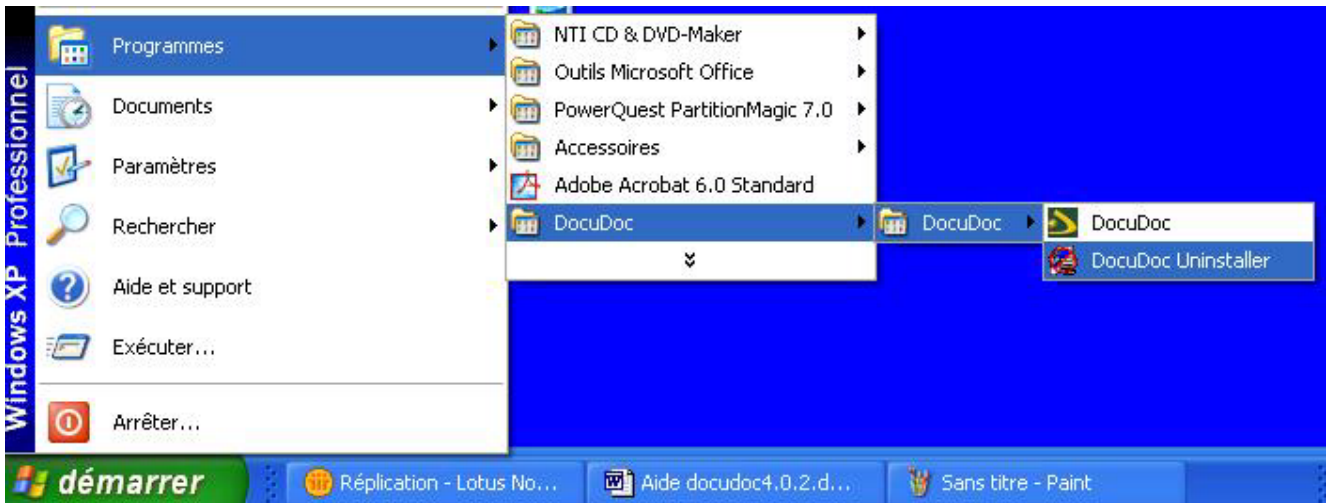 Windows XP Professionnel
Programmes
Documents
Paramètres
Rechercher
Aide et support
Exécuter...
Arrêter...
NTI CD & DVD-Maker
Outils Microsoft Office
PowerQuest PartitionMagic 7.0
Accessoires
Adobe Acrobat 6.0 Standard
DocuDoc
DocuDoc
DocuDoc
DocuDoc Uninstaller
démarrer
Réplication - Lotus No...
Aide docudoc4.0.2.d...
Sans titre - Paint